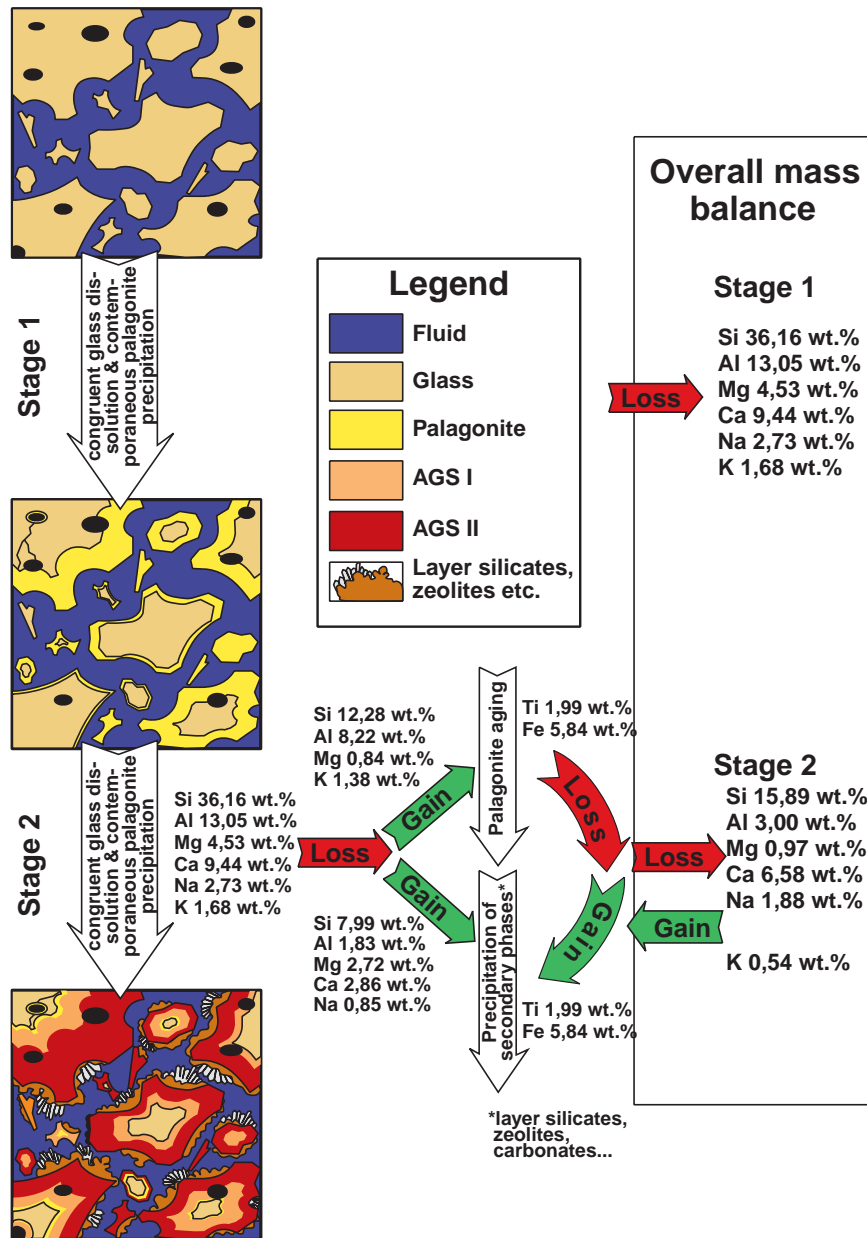 Stage 1
congruent glass dis-
solution & contem-
poraneous palagonite
precipitation
Stage 2
congruent glass dis-
solution & contem-
poraneous palagonite
precipitation
Legend
Fluid
Glass
Palagonite
AGS I
AGS II
Layer silicates,
zeolites etc.
Si 36,16 wt.%
Al 13,05 wt.%
Mg 4,53 wt.%
Ca 9,44 wt.%
Na 2,73 wt.%
K 1,68 wt.%
Loss
Si 12,28 wt.%
Al 8,22 wt.%
Mg 0,84 wt.%
K 1,38 wt.%
Gain
Gain
Si 7,99 wt.%
Al 1,83 wt.%
Mg 2,72 wt.%
Ca 2,86 wt.%
Na 0,85 wt.%
Palagonite aging
Precipitation of
secondary phases*
Ti 1,99 wt.%
Fe 5,84 wt.%
Loss
Gain
Ti 1,99 wt.%
Fe 5,84 wt.%
*layer silicates,
zeolites,
carbonates...
Overall mass
balance
Stage 1
Loss
Si 36,16 wt.%
Al 13,05 wt.%
Mg 4,53 wt.%
Ca 9,44 wt.%
Na 2,73 wt.%
K 1,68 wt.%
Stage 2
Loss
Si 15,89 wt.%
Al 3,00 wt.%
Mg 0,97 wt.%
Ca 6,58 wt.%
Na 1,88 wt.%
Gain
K 0,54 wt.%